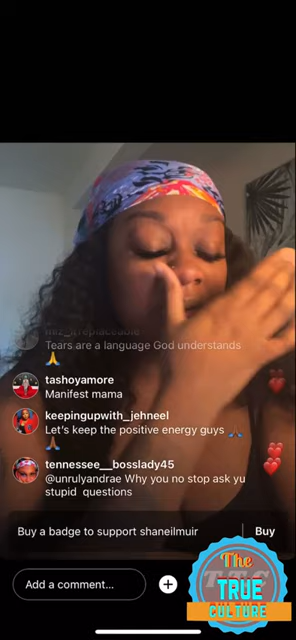 Tears are a language God understands
🙏
tashoyamore
Manifest mama
keepingupwith_jehneel
Let's keep the positive energy guys 🙏🏾
🙏🏾
tennessee__bosslady45
@unrulyandrae Why you no stop ask yu
stupid questions
Buy a badge to support shaneilmuir
Buy
Add a comment...
The
T.T.C
TRUE
CULTURE